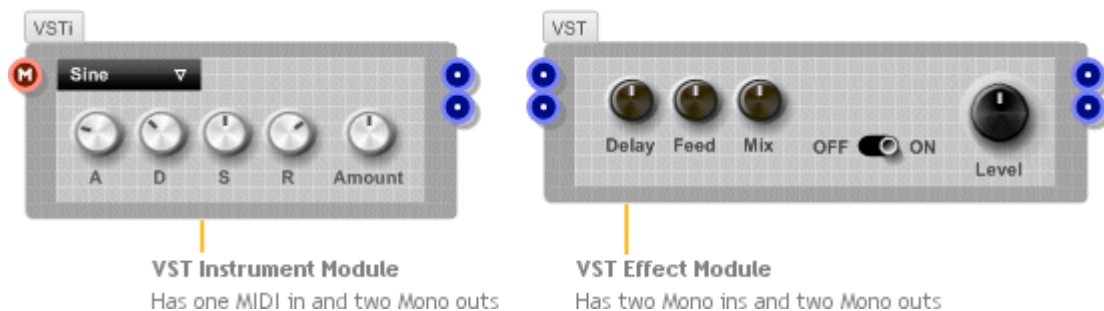 VSTi
VST
M
Sine
A D S R Amount
Delay Feed Mix OFF ON Level
VST Instrument Module
Has one MIDI in and two Mono outs
VST Effect Module
Has two Mono ins and two Mono outs